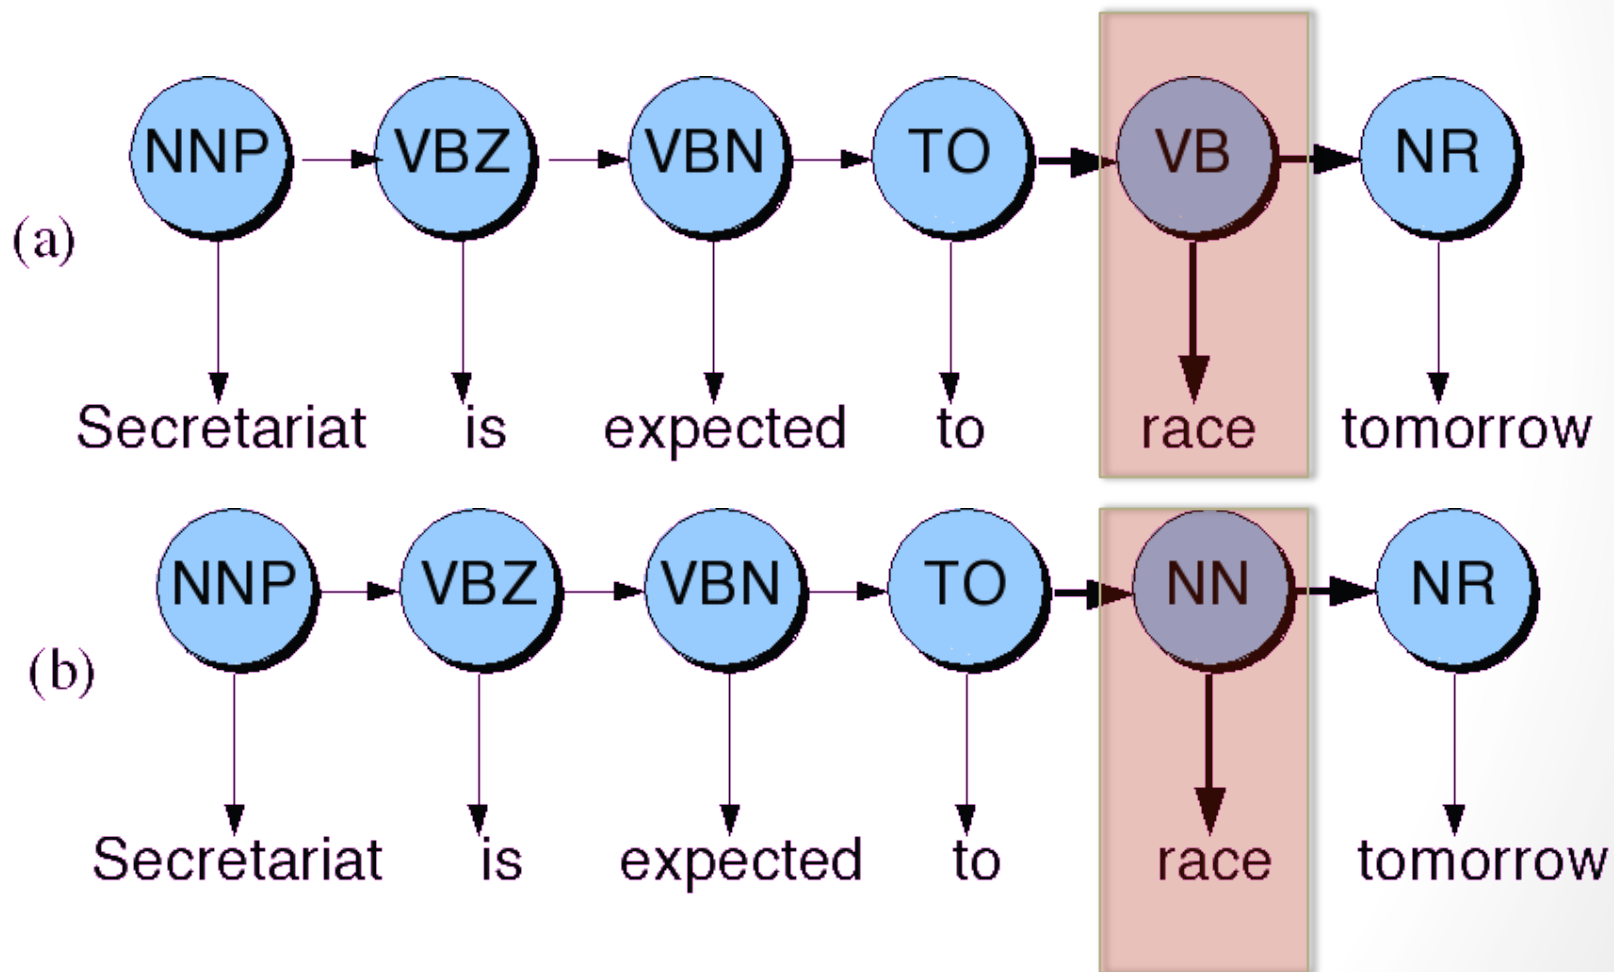 NNP VBZ VBN TO VB NR
(a)
Secretariat is expected to race tomorrow
NNP VBZ VBN TO NN NR
(b)
Secretariat is expected to race tomorrow